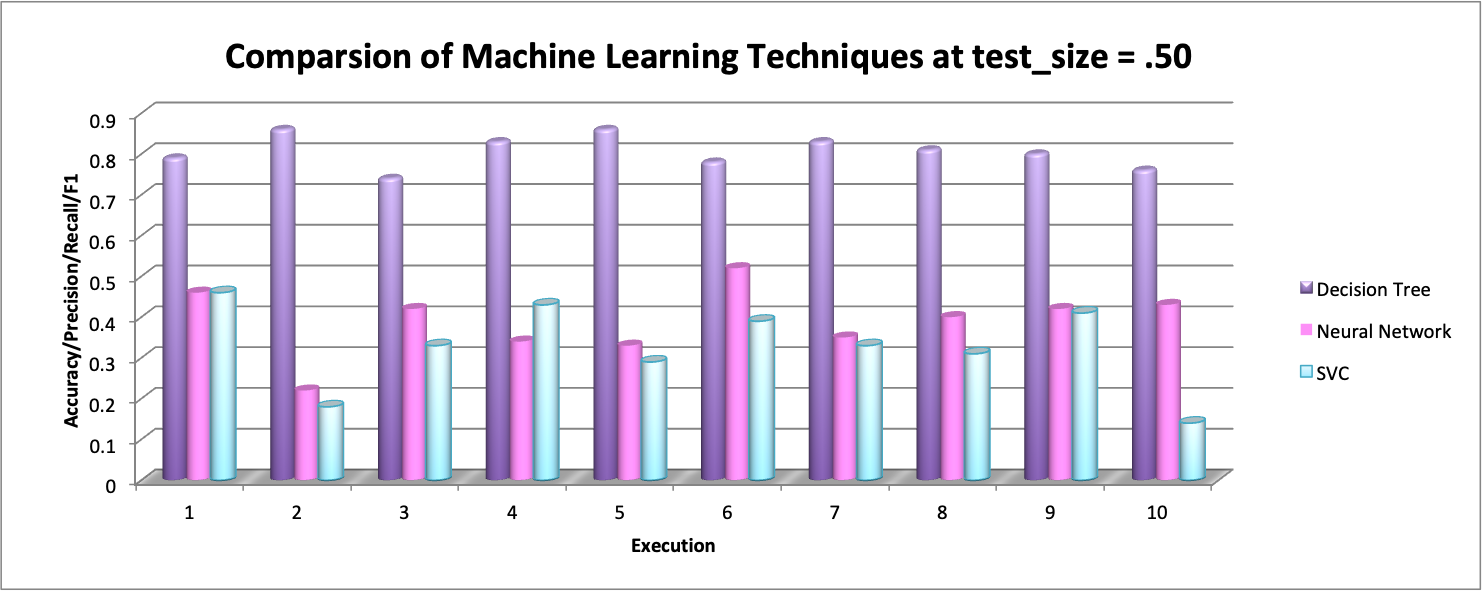 Comparsion of Machine Learning Techniques at test_size = .50
Accuracy/Precision/Recall/F1
0.9
0.8
0.7
0.6
0.5
0.4
0.3
0.2
0.1
0
1 2 3 4 5 6 7 8 9 10
Execution
Decision Tree
Neural Network
SVC